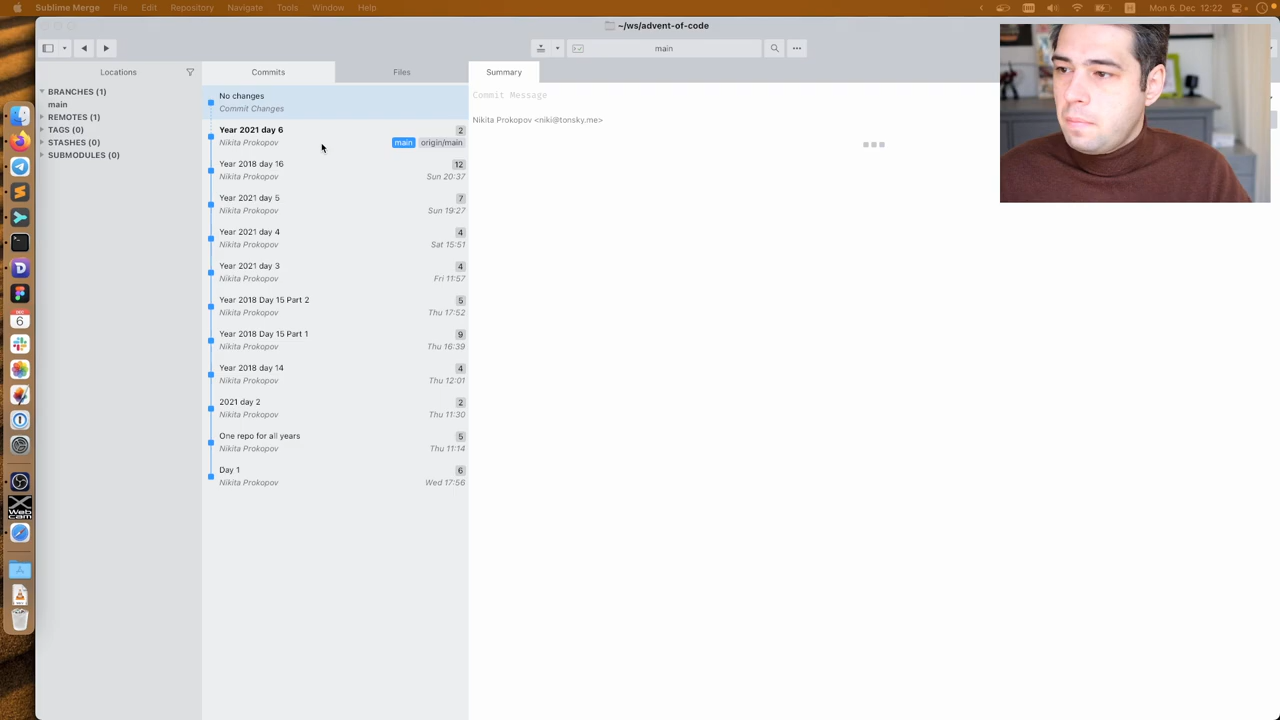 Sublime Merge File Edit Repository Navigate Tools Window Help Mon 6. Dec 12:22
~/ws/advent-of-code
main
Locations
Commits Files
Summary
BRANCHES (1)
main
REMOTES (1)
TAGS (0)
STASHES (0)
SUBMODULES (0)
No changes
Commit Changes
Year 2021 day 6 2
Nikita Prokopov main origin/main
Year 2018 day 16 12
Nikita Prokopov Sun 20:37
Year 2021 day 5 7
Nikita Prokopov Sun 19:27
Year 2021 day 4 4
Nikita Prokopov Sat 15:51
Year 2021 day 3 4
Nikita Prokopov Fri 11:57
Year 2018 Day 15 Part 2 5
Nikita Prokopov Thu 17:52
Year 2018 Day 15 Part 1 9
Nikita Prokopov Thu 16:39
Year 2018 day 14 4
Nikita Prokopov Thu 12:01
2021 day 2 2
Nikita Prokopov Thu 11:30
One repo for all years 5
Nikita Prokopov Thu 11:14
Day 1 6
Nikita Prokopov Wed 17:56
Commit Message
Nikita Prokopov <niki@tonsky.me>
DEC
6
X
Web
cam